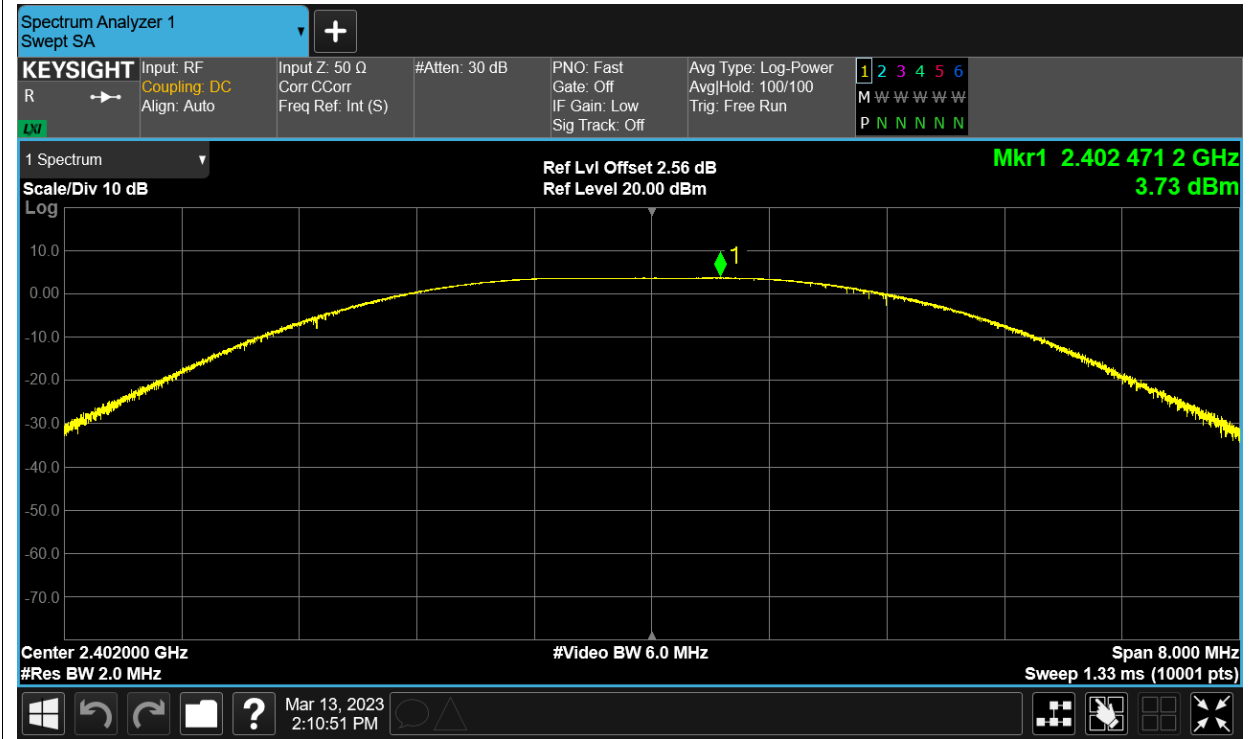 Spectrum Analyzer 1
Swept SA
+
KEYSIGHT
R
LXI
Input: RF
Coupling: DC
Align: Auto
Input Z: 50 Ω
Corr CCorr
Freq Ref: Int (S)
#Atten: 30 dB
PNO: Fast
Gate: Off
IF Gain: Low
Sig Track: Off
Avg Type: Log-Power
Avg|Hold: 100/100
Trig: Free Run
1 2 3 4 5 6
M W W W W W
P N N N N N
1 Spectrum
Scale/Div 10 dB
Ref Lvl Offset 2.56 dB
Ref Level 20.00 dBm
Mkr1 2.402 471 2 GHz
3.73 dBm
Log
1
10.0
0.00
-10.0
-20.0
-30.0
-40.0
-50.0
-60.0
-70.0
Center 2.402000 GHz
#Video BW 6.0 MHz
Span 8.000 MHz
#Res BW 2.0 MHz
Sweep 1.33 ms (10001 pts)
?
Mar 13, 2023
2:10:51 PM